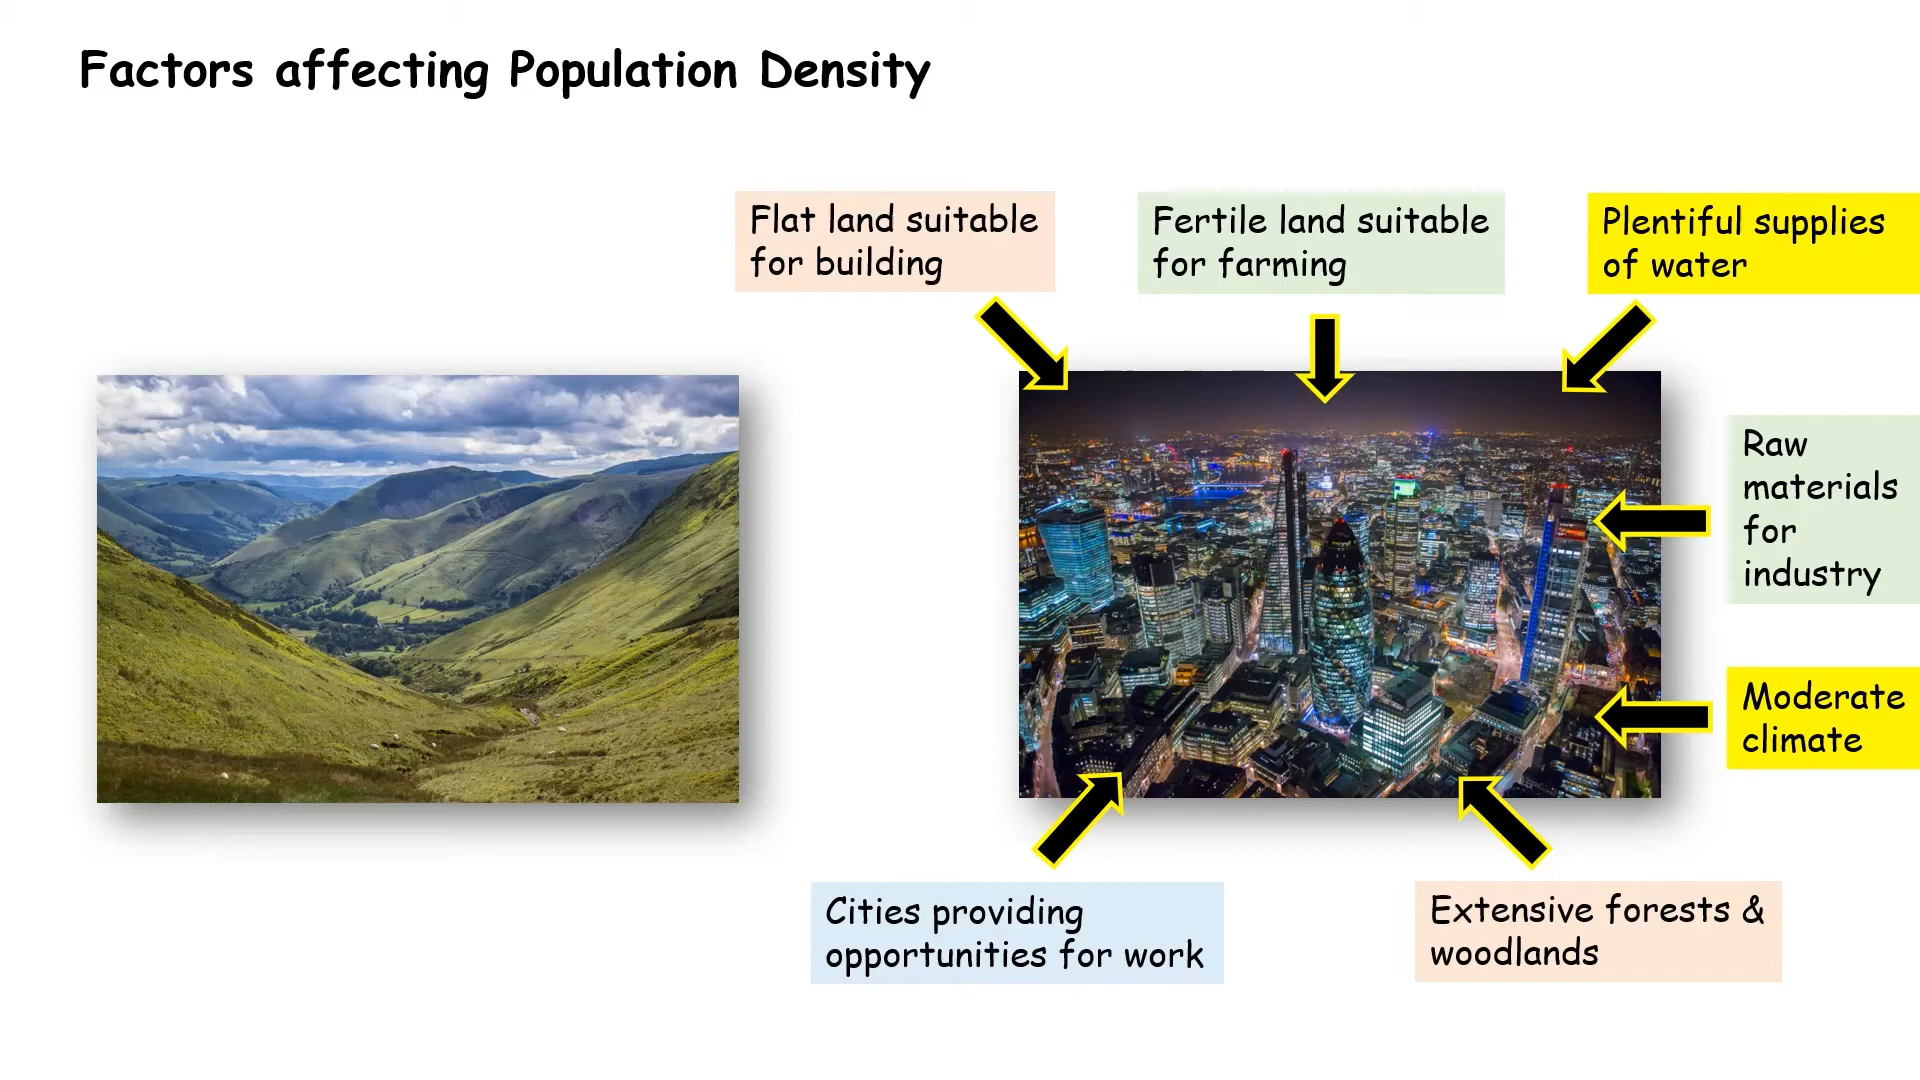 Factors affecting Population Density
Flat land suitable
for building
Fertile land suitable
for farming
Plentiful supplies
of water
Raw
materials
for
industry
Moderate
climate
Cities providing
opportunities for work
Extensive forests &
woodlands